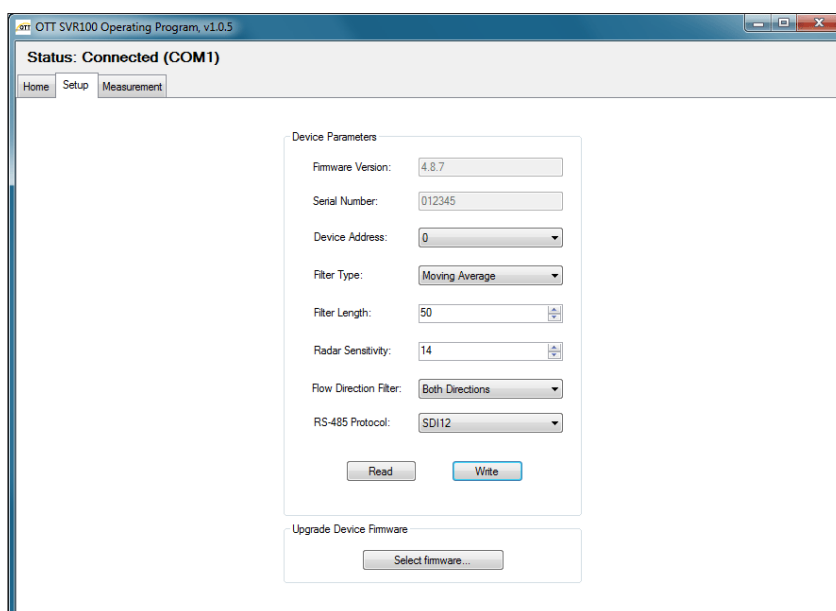 OTT OTT SVR100 Operating Program, v1.0.5
Status: Connected (COM1)
Home Setup Measurement
Device Parameters
Firmware Version: 4.8.7
Serial Number: 012345
Device Address: 0
Filter Type: Moving Average
Filter Length: 50
Radar Sensitivity: 14
Flow Direction Filter: Both Directions
RS-485 Protocol: SDI12
Read Write
Upgrade Device Firmware
Select firmware...